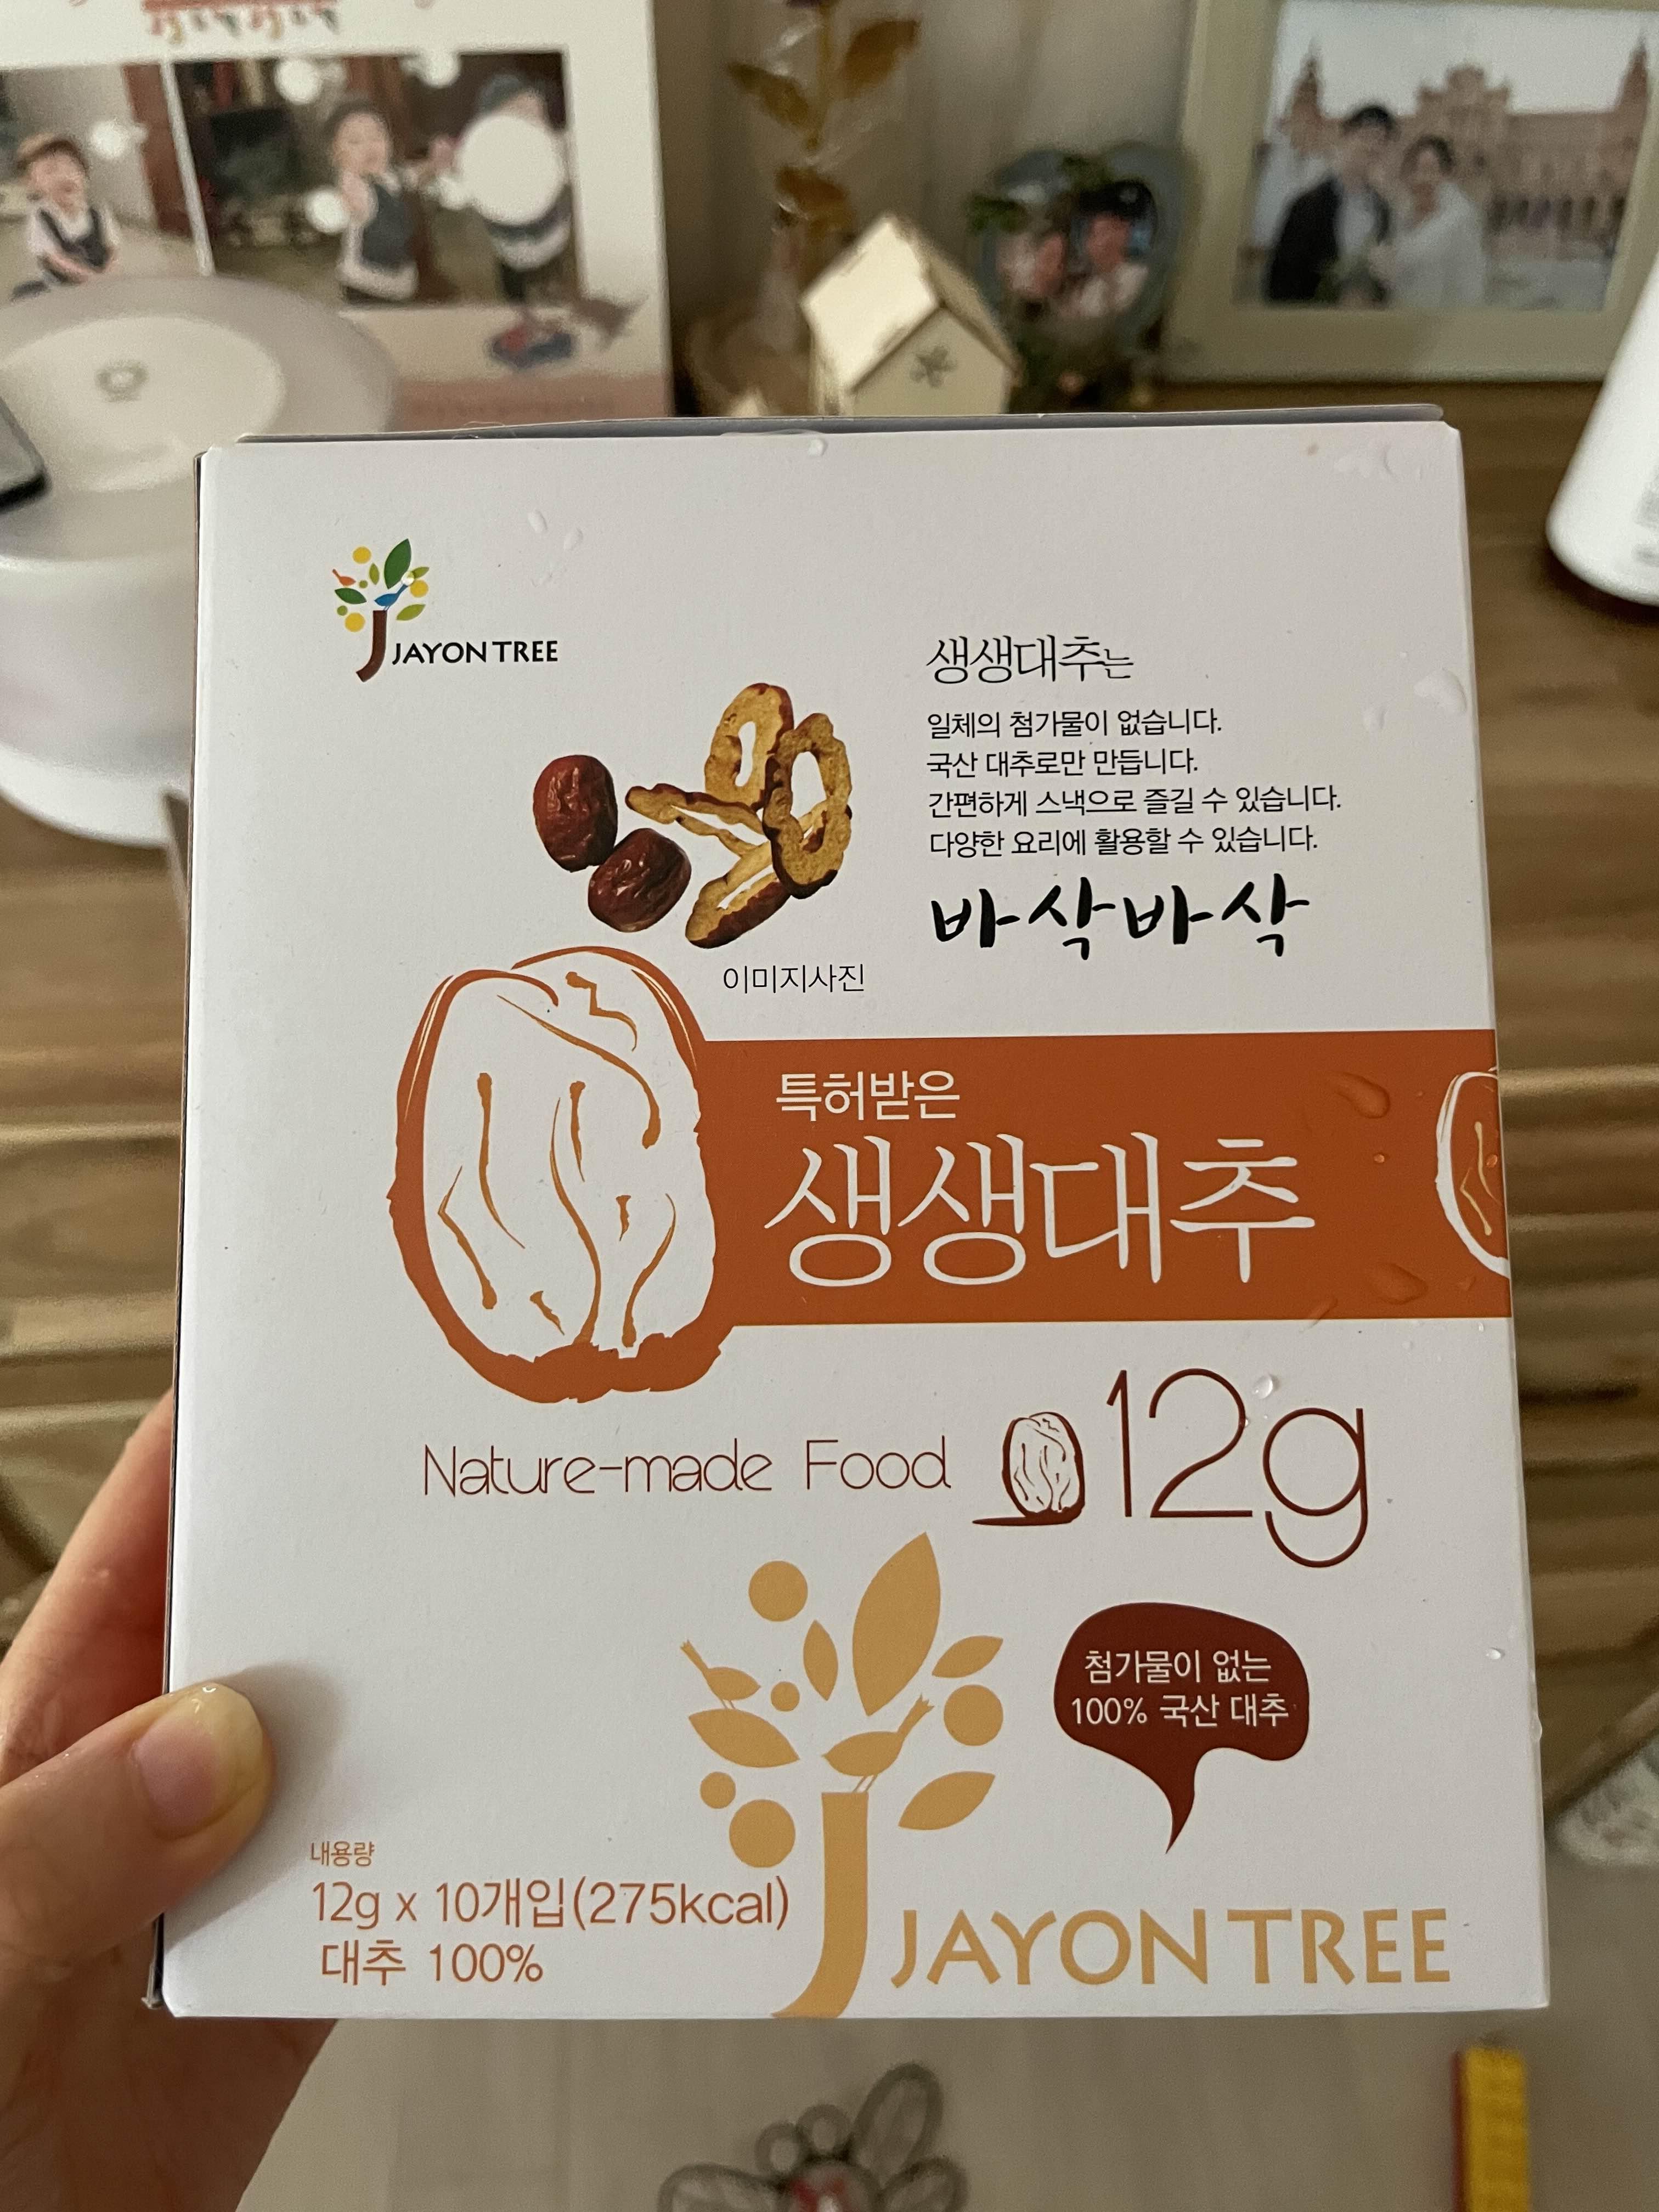 JAYON TREE
생생대추는
일체의 첨가물이 없습니다.
국산 대추로만 만듭니다.
간편하게 스낵으로 즐길 수 있습니다.
다양한 요리에 활용할 수 있습니다.
바삭바삭
이미지사진
특허받은
생생대추
Nature-made Food
12g
첨가물이 없는
100% 국산 대추
내용량
12g x 10개입(275kcal)
대추 100%
JAYON TREE